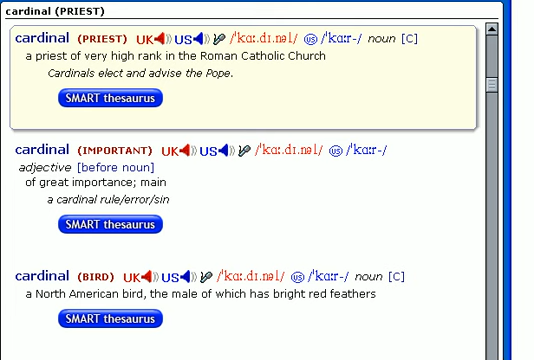 cardinal (PRIEST)
cardinal (PRIEST) UK US /ˈkɑː.dɪ.nəl/ US /ˈkɑːr-/ noun [C]
a priest of very high rank in the Roman Catholic Church
Cardinals elect and advise the Pope.
SMART thesaurus
cardinal (IMPORTANT) UK US /ˈkɑː.dɪ.nəl/ US /ˈkɑːr-/
adjective [before noun]
of great importance; main
a cardinal rule/error/sin
SMART thesaurus
cardinal (BIRD) UK US /ˈkɑː.dɪ.nəl/ US /ˈkɑːr-/ noun [C]
a North American bird, the male of which has bright red feathers
SMART thesaurus